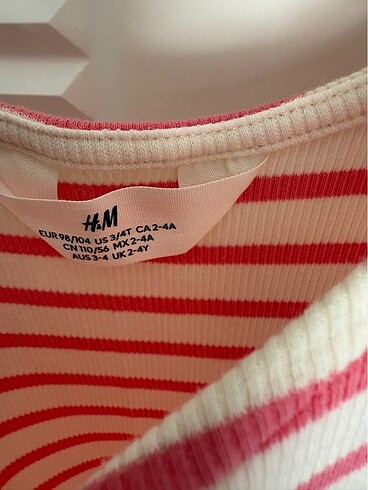 H&M
EUR 98/104 US 3/4T CA 2-4A
CN 110/56 MX 2-4A
AUS 3-4 UK 2-4Y